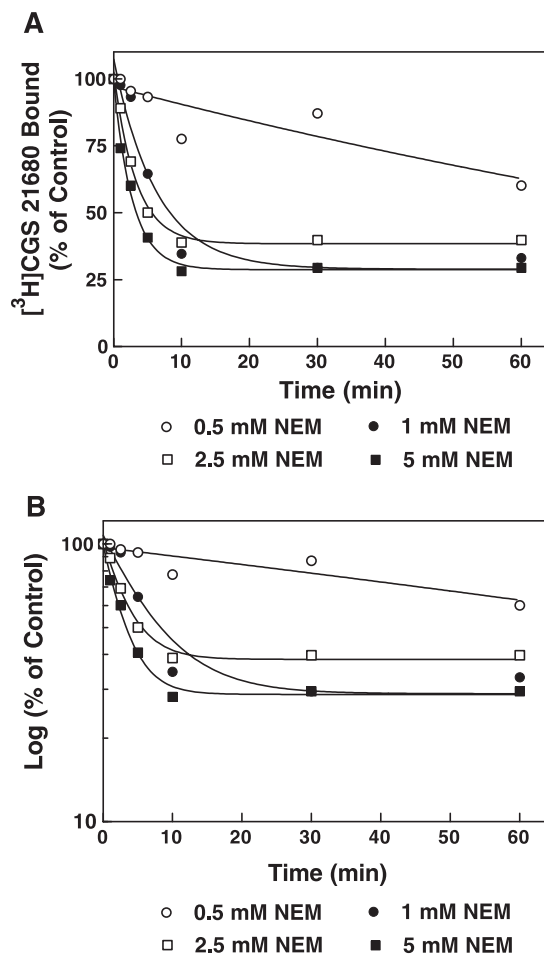 A
[³H]CGS 21680 Bound
(% of Control)
100
75
50
25
0
0 10 20 30 40 50 60
Time (min)
0.5 mM NEM 1 mM NEM
2.5 mM NEM 5 mM NEM
B
Log (% of Control)
100
10
0 10 20 30 40 50 60
Time (min)
0.5 mM NEM 1 mM NEM
2.5 mM NEM 5 mM NEM